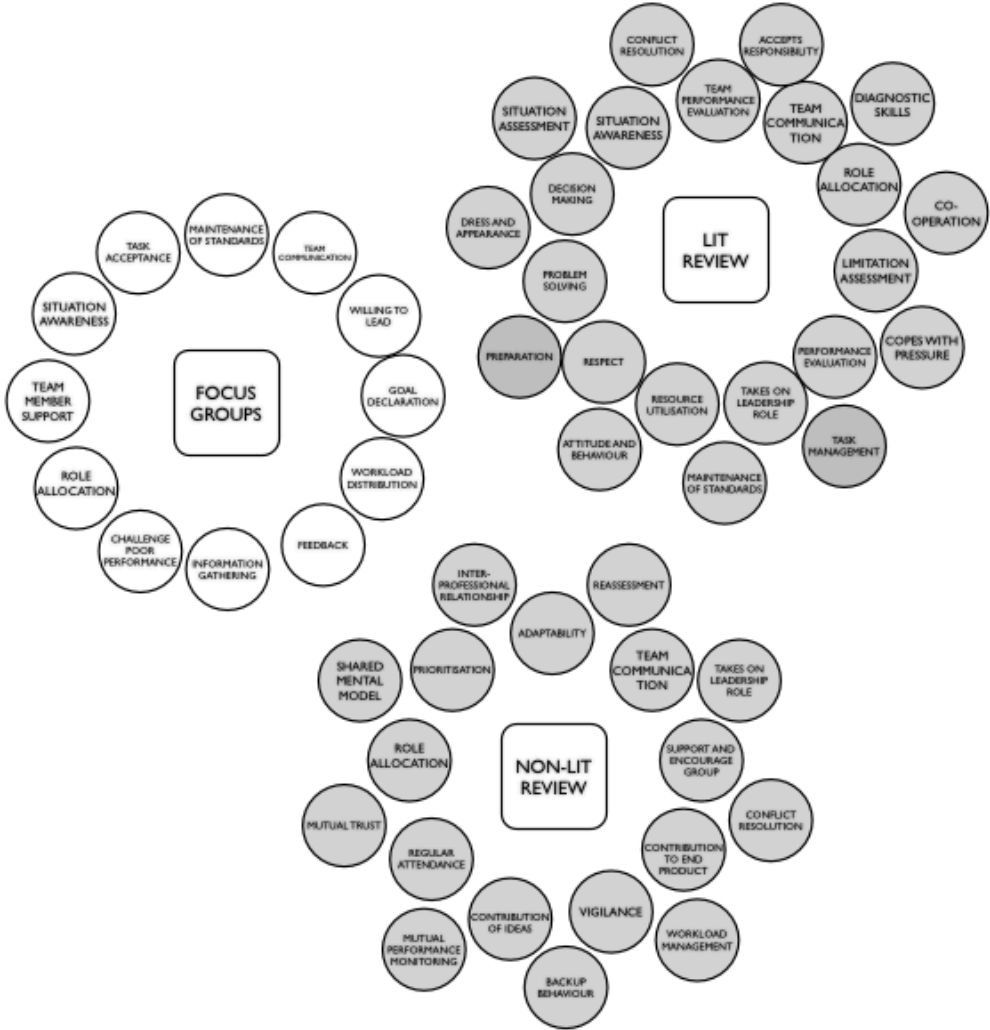 CONFLICT
RESOLUTION
ACCEPTS
RESPONSIBILITY
TEAM
PERFORMANCE
EVALUATION
SITUATION
ASSESSMENT
SITUATION
AWARENESS
TEAM
COMMUNICA
TION
DIAGNOSTIC
SKILLS
DECISION
MAKING
ROLE
ALLOCATION
DRESS AND
APPEARANCE
CO-
OPERATION
LIT
REVIEW
PROBLEM
SOLVING
LIMITATION
ASSESSMENT
PREPARATION
RESPECT
PERFORMANCE
EVALUATION
COPES WITH
PRESSURE
RESOURCE
UTILISATION
TAKES ON
LEADERSHIP
ROLE
ATTITUDE AND
BEHAVIOUR
TASK
MANAGEMENT
MAINTENANCE
OF STANDARDS
MAINTENANCE
OF STANDARDS
TASK
ACCEPTANCE
TEAM
COMMUNICATION
SITUATION
AWARENESS
WILLING TO
LEAD
TEAM
MEMBER
SUPPORT
FOCUS
GROUPS
GOAL
DECLARATION
ROLE
ALLOCATION
WORKLOAD
DISTRIBUTION
CHALLENGE
POOR
PERFORMANCE
INFORMATION
GATHERING
FEEDBACK
INTER-
PROFESSIONAL
RELATIONSHIP
REASSESSMENT
ADAPTABILITY
SHARED
MENTAL
MODEL
PRIORITISATION
TEAM
COMMUNICA
TION
TAKES ON
LEADERSHIP
ROLE
ROLE
ALLOCATION
NON-LIT
REVIEW
SUPPORT AND
ENCOURAGE
GROUP
MUTUAL TRUST
CONFLICT
RESOLUTION
REGULAR
ATTENDANCE
CONTRIBUTION
TO END
PRODUCT
CONTRIBUTION
OF IDEAS
VIGILANCE
MUTUAL
PERFORMANCE
MONITORING
WORKLOAD
MANAGEMENT
BACKUP
BEHAVIOUR